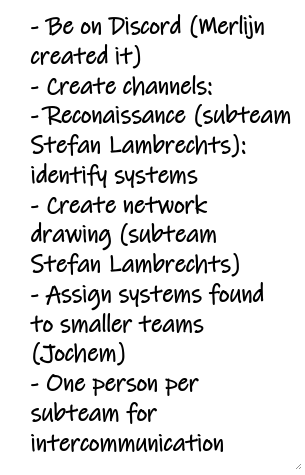 - Be on Discord (Merlijn
created it)
- Create channels:
- Reconaissance (subteam
Stefan Lambrechts):
identify systems
- Create network
drawing (subteam
Stefan Lambrechts)
- Assign systems found
to smaller teams
(Jochem)
- One person per
subteam for
intercommunication